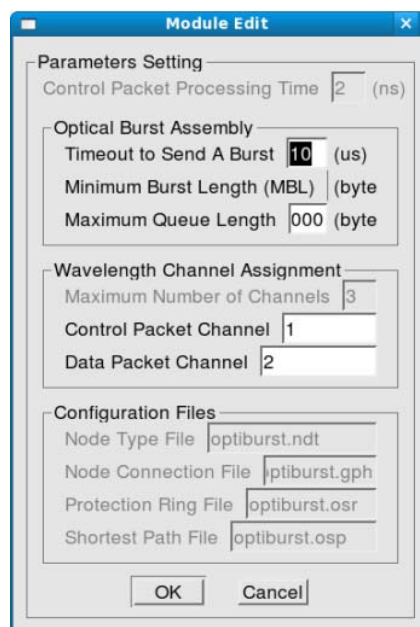 Module Edit
Parameters Setting
Control Packet Processing Time 2 (ns)
Optical Burst Assembly
Timeout to Send A Burst 10 (us)
Minimum Burst Length (MBL) (byte
Maximum Queue Length 000 (byte
Wavelength Channel Assignment
Maximum Number of Channels 3
Control Packet Channel 1
Data Packet Channel 2
Configuration Files
Node Type File optiburst.ndt
Node Connection File ptiburst.gph
Protection Ring File optiburst.osr
Shortest Path File optiburst.osp
OK Cancel